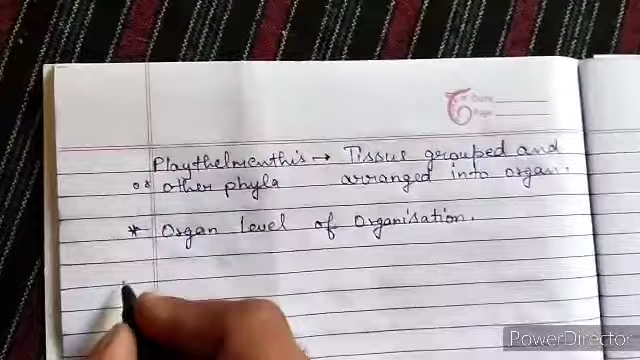 Playthelmenthis → Tissue grouped and
or other phyla arranged into organ.
* Organ level of Organisation.
PowerDirector